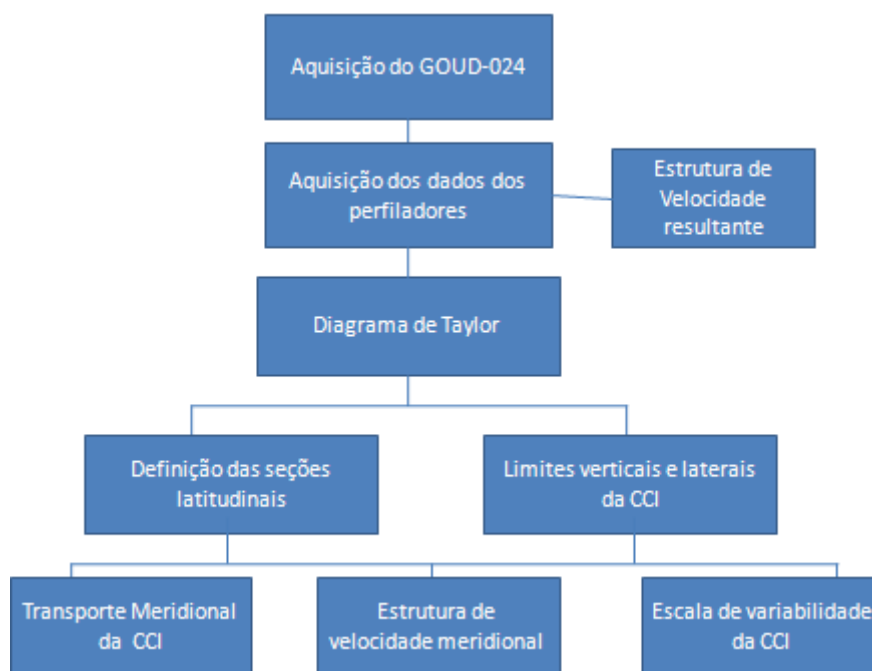 Aquisição do GOUD-024
Aquisição dos dados dos
perfiladores
Estrutura de
Velocidade
resultante
Diagrama de Taylor
Definição das seções
latitudinais
Limites verticais e laterais
da CCI
Transporte Meridional
da CCI
Estrutura de
velocidade meridional
Escala de variabilidade
da CCI